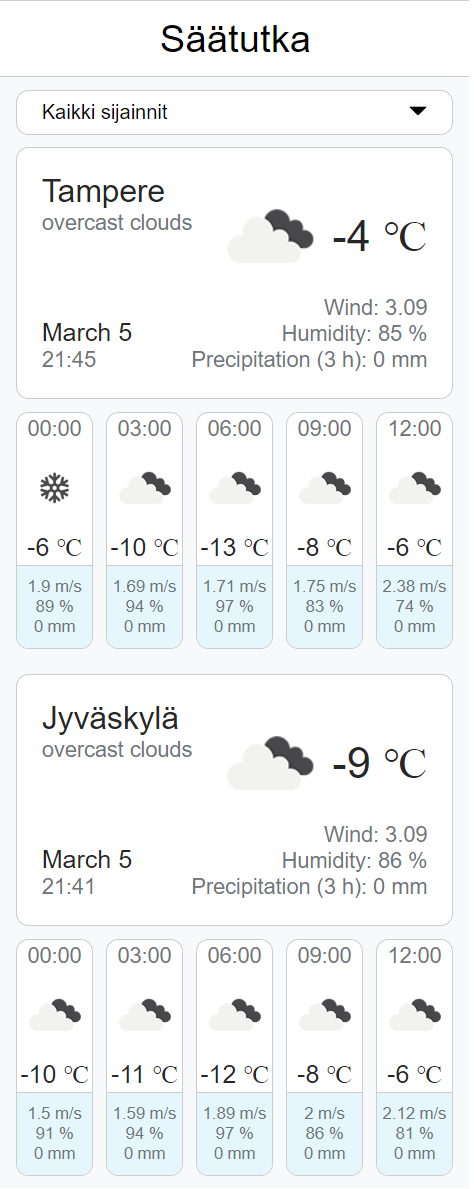 Säätutka
Kaikki sijainnit
Tampere
overcast clouds
-4 °C
Wind: 3.09
March 5
Humidity: 85 %
21:45
Precipitation (3 h): 0 mm
00:00 03:00 06:00 09:00 12:00
-6 °C -10 °C -13 °C -8 °C -6 °C
1.9 m/s 1.69 m/s 1.71 m/s 1.75 m/s 2.38 m/s
89 % 94 % 97 % 83 % 74 %
0 mm 0 mm 0 mm 0 mm 0 mm
Jyväskylä
overcast clouds
-9 °C
Wind: 3.09
March 5
Humidity: 86 %
21:41
Precipitation (3 h): 0 mm
00:00 03:00 06:00 09:00 12:00
-10 °C -11 °C -12 °C -8 °C -6 °C
1.5 m/s 1.59 m/s 1.89 m/s 2 m/s 2.12 m/s
91 % 94 % 97 % 86 % 81 %
0 mm 0 mm 0 mm 0 mm 0 mm